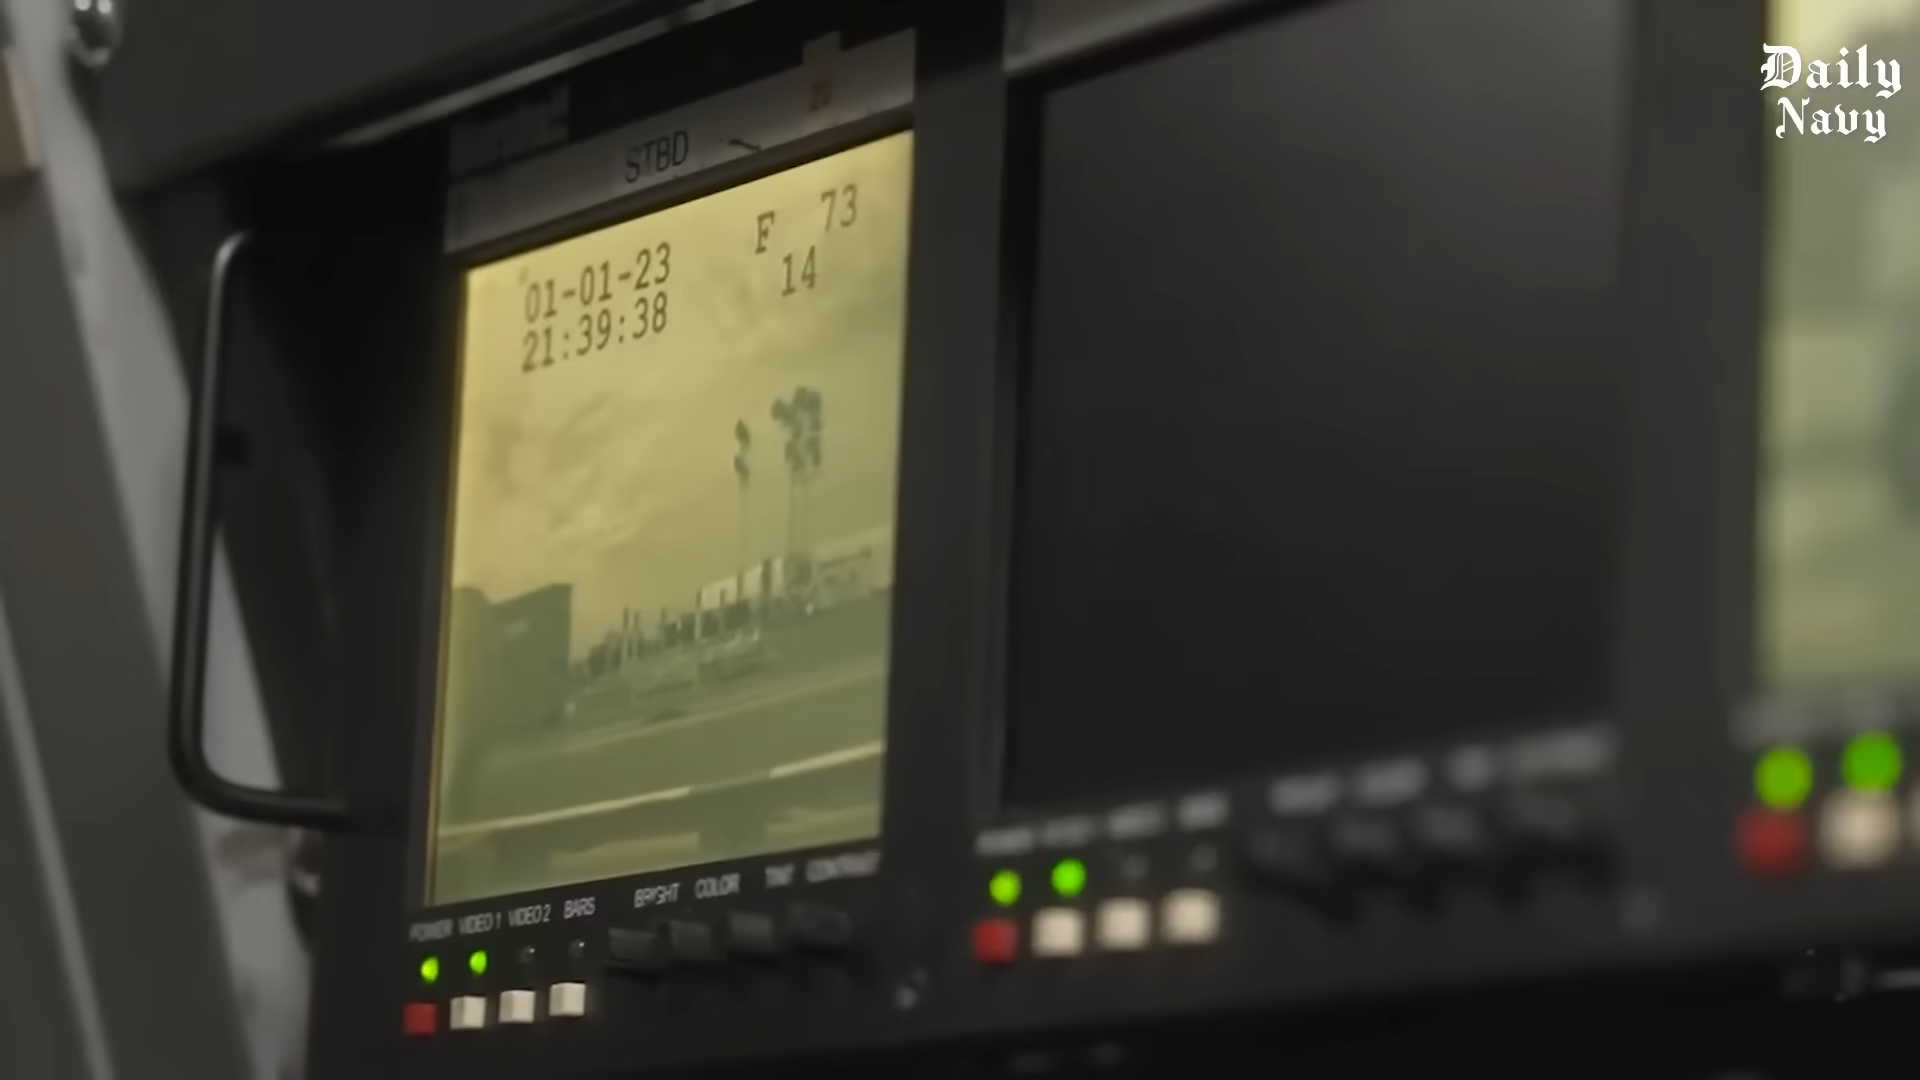 Daily
Navy
STBD
01-01-23
21:39:38
F 73
14
POWER VIDEO 1 VIDEO 2 BARS
BRIGHT COLOR TINT CONTRAST